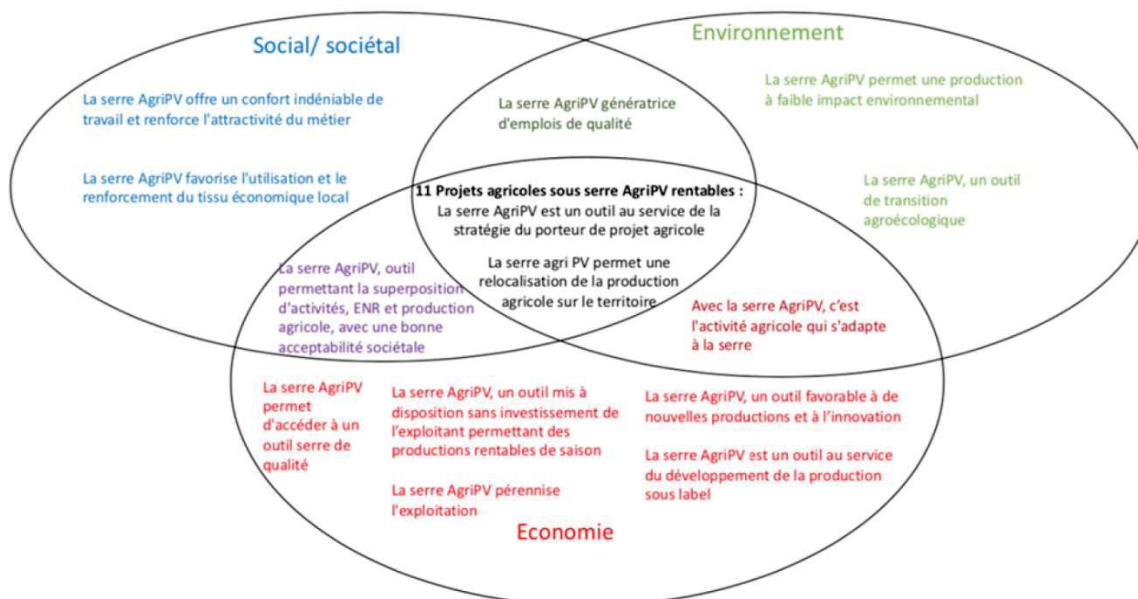 Social/ sociétal
Environnement
La serre AgriPV offre un confort indéniable de
travail et renforce l'attractivité du métier
La serre AgriPV favorise l'utilisation et le
renforcement du tissu économique local
La serre AgriPV génératrice
d'emplois de qualité
La serre AgriPV permet une production
à faible impact environnemental
La serre AgriPV, un outil
de transition
agroécologique
11 Projets agricoles sous serre AgriPV rentables :
La serre AgriPV est un outil au service de la
stratégie du porteur de projet agricole
La serre agri PV permet une
relocalisation de la production
agricole sur le territoire
La serre AgriPV, outil
permettant la superposition
d'activités, ENR et production
agricole, avec une bonne
acceptabilité sociétale
Avec la serre AgriPV, c'est
l'activité agricole qui s'adapte
à la serre
La serre AgriPV
permet
d'accéder à un
outil serre de
qualité
La serre AgriPV, un outil mis à
disposition sans investissement de
l'exploitant permettant des
productions rentables de saison
La serre AgriPV pérennise
l'exploitation
La serre AgriPV, un outil favorable à de
nouvelles productions et à l'innovation
La serre AgriPV est un outil au service
du développement de la production
sous label
Economie